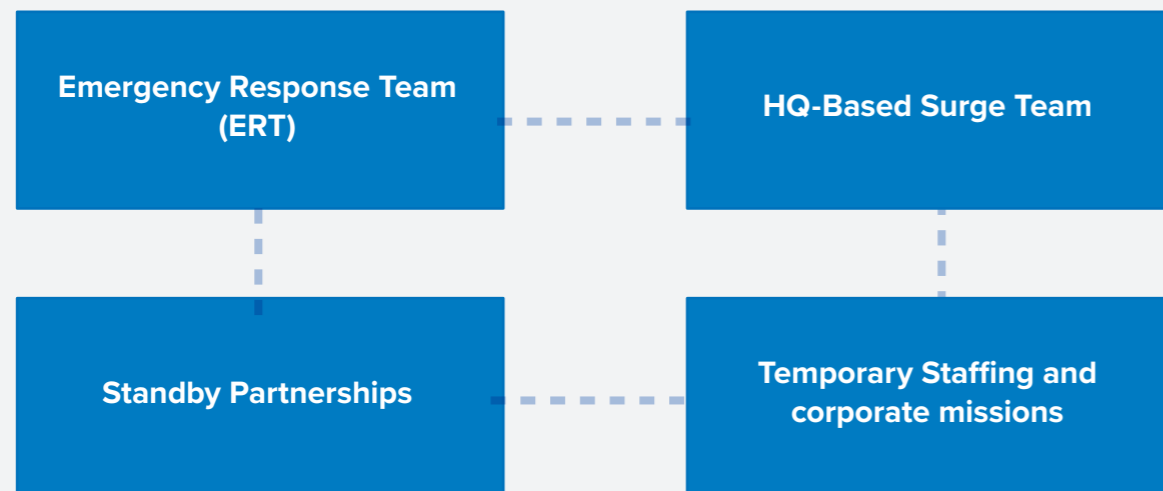 Emergency Response Team
(ERT)
HQ-Based Surge Team
Standby Partnerships
Temporary Staffing and
corporate missions